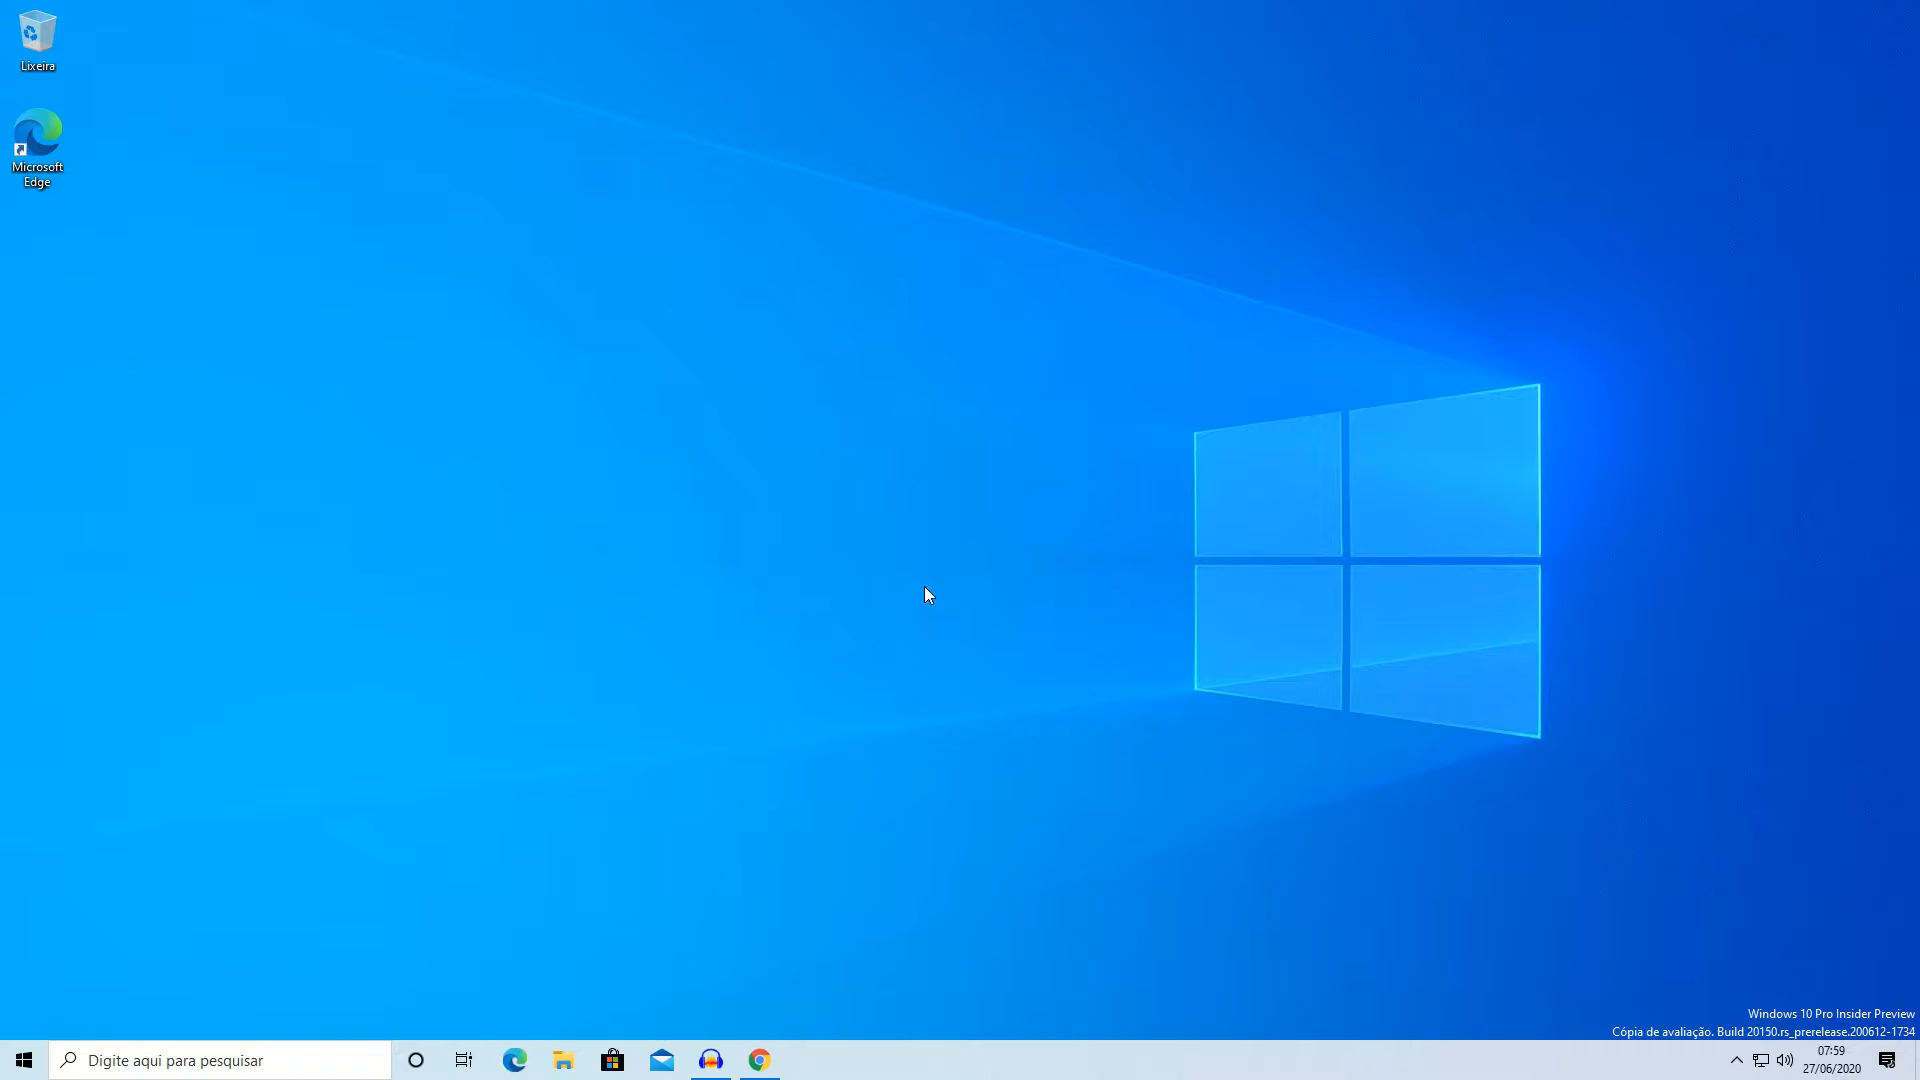 Lixeira
Microsoft
Edge
Windows 10 Pro Insider Preview
Cópia de avaliação. Build 20150.rs_prerelease.200612-1734
Digite aqui para pesquisar
07:59
27/06/2020